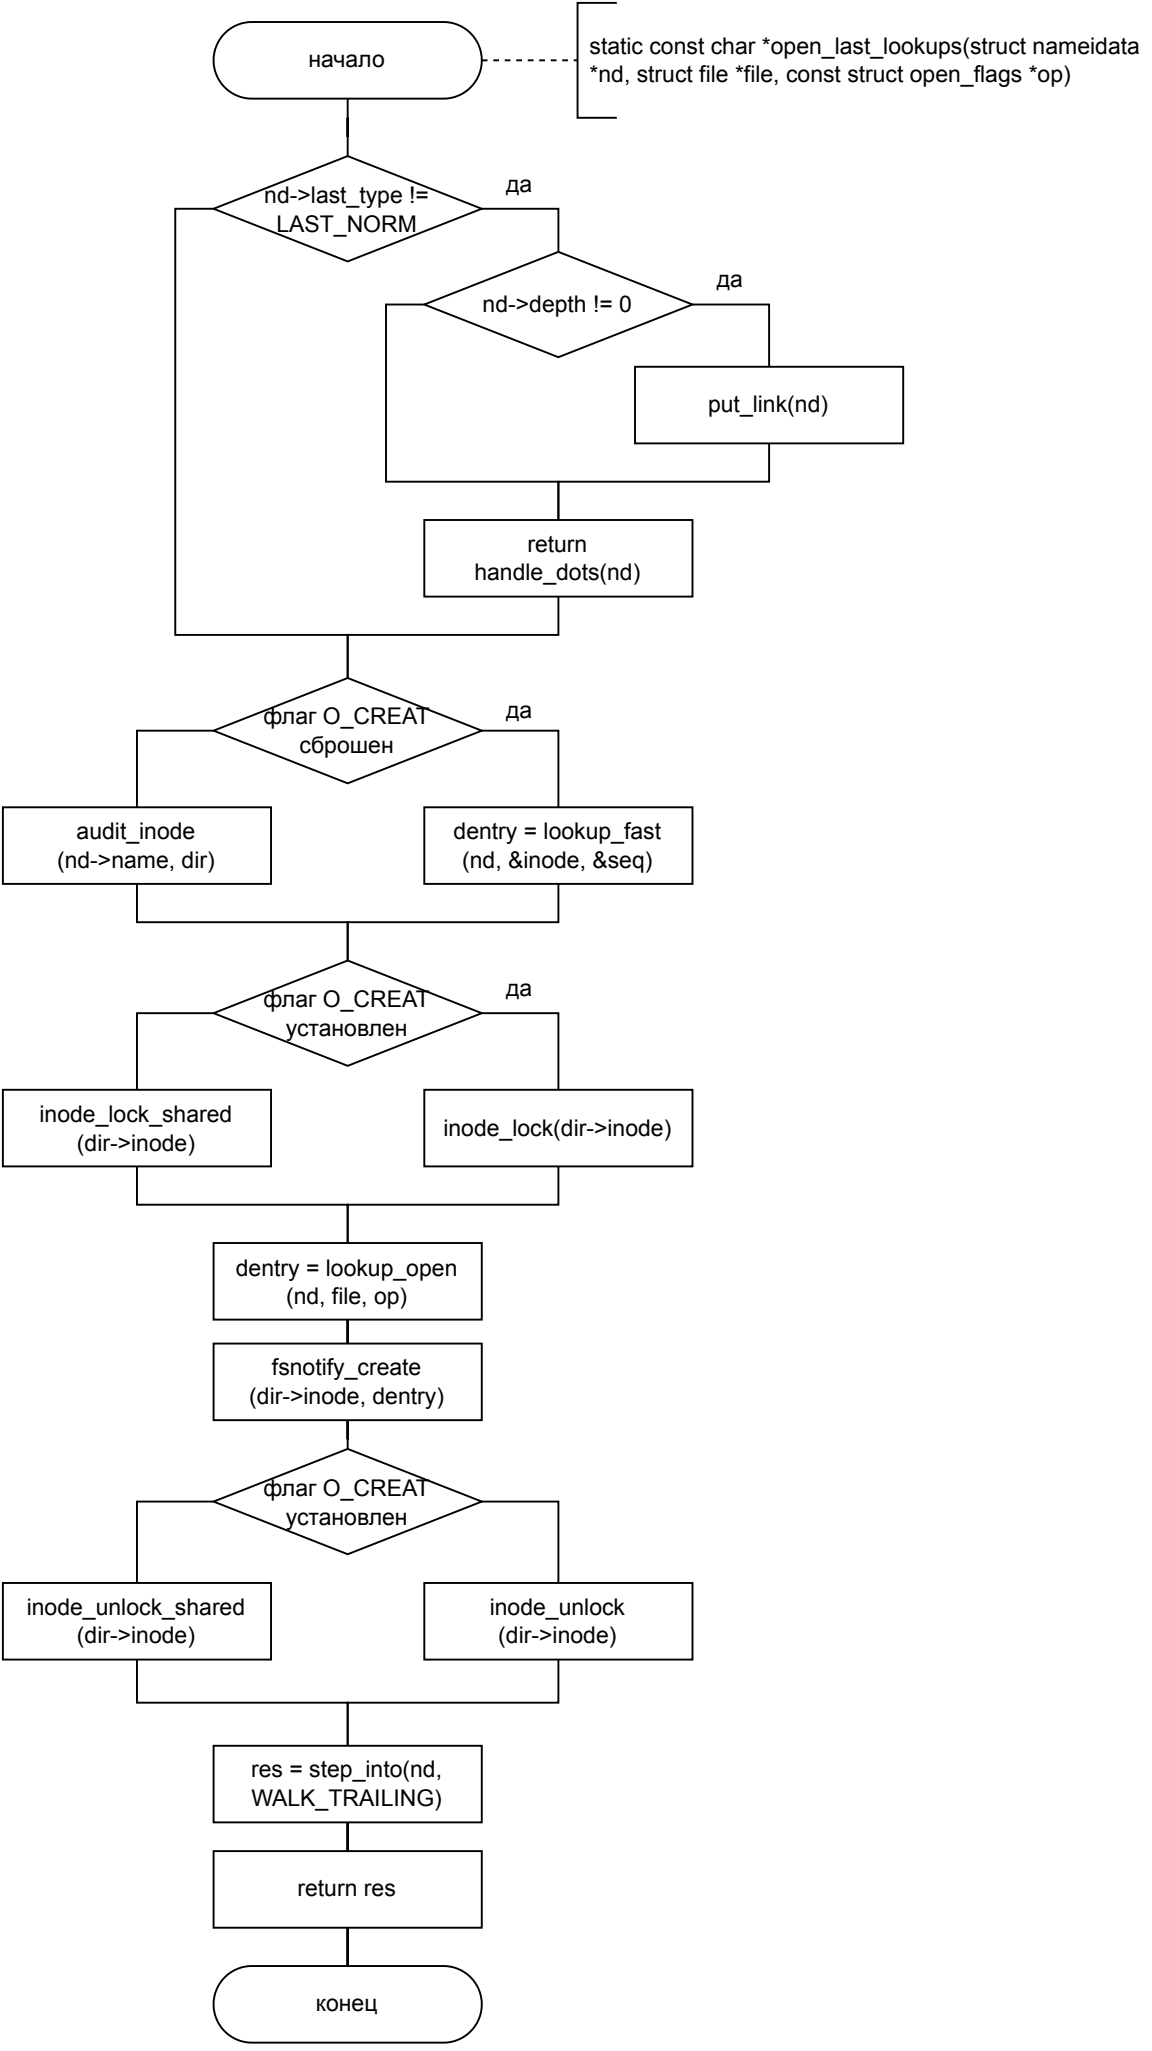 начало
static const char *open_last_lookups(struct nameidata
*nd, struct file *file, const struct open_flags *op)
nd->last_type !=
LAST_NORM
да
nd->depth != 0
да
put_link(nd)
return
handle_dots(nd)
флаг O_CREAT
сброшен
да
audit_inode
(nd->name, dir)
dentry = lookup_fast
(nd, &inode, &seq)
флаг O_CREAT
установлен
да
inode_lock_shared
(dir->inode)
inode_lock(dir->inode)
dentry = lookup_open
(nd, file, op)
fsnotify_create
(dir->inode, dentry)
флаг O_CREAT
установлен
inode_unlock_shared
(dir->inode)
inode_unlock
(dir->inode)
res = step_into(nd,
WALK_TRAILING)
return res
конец